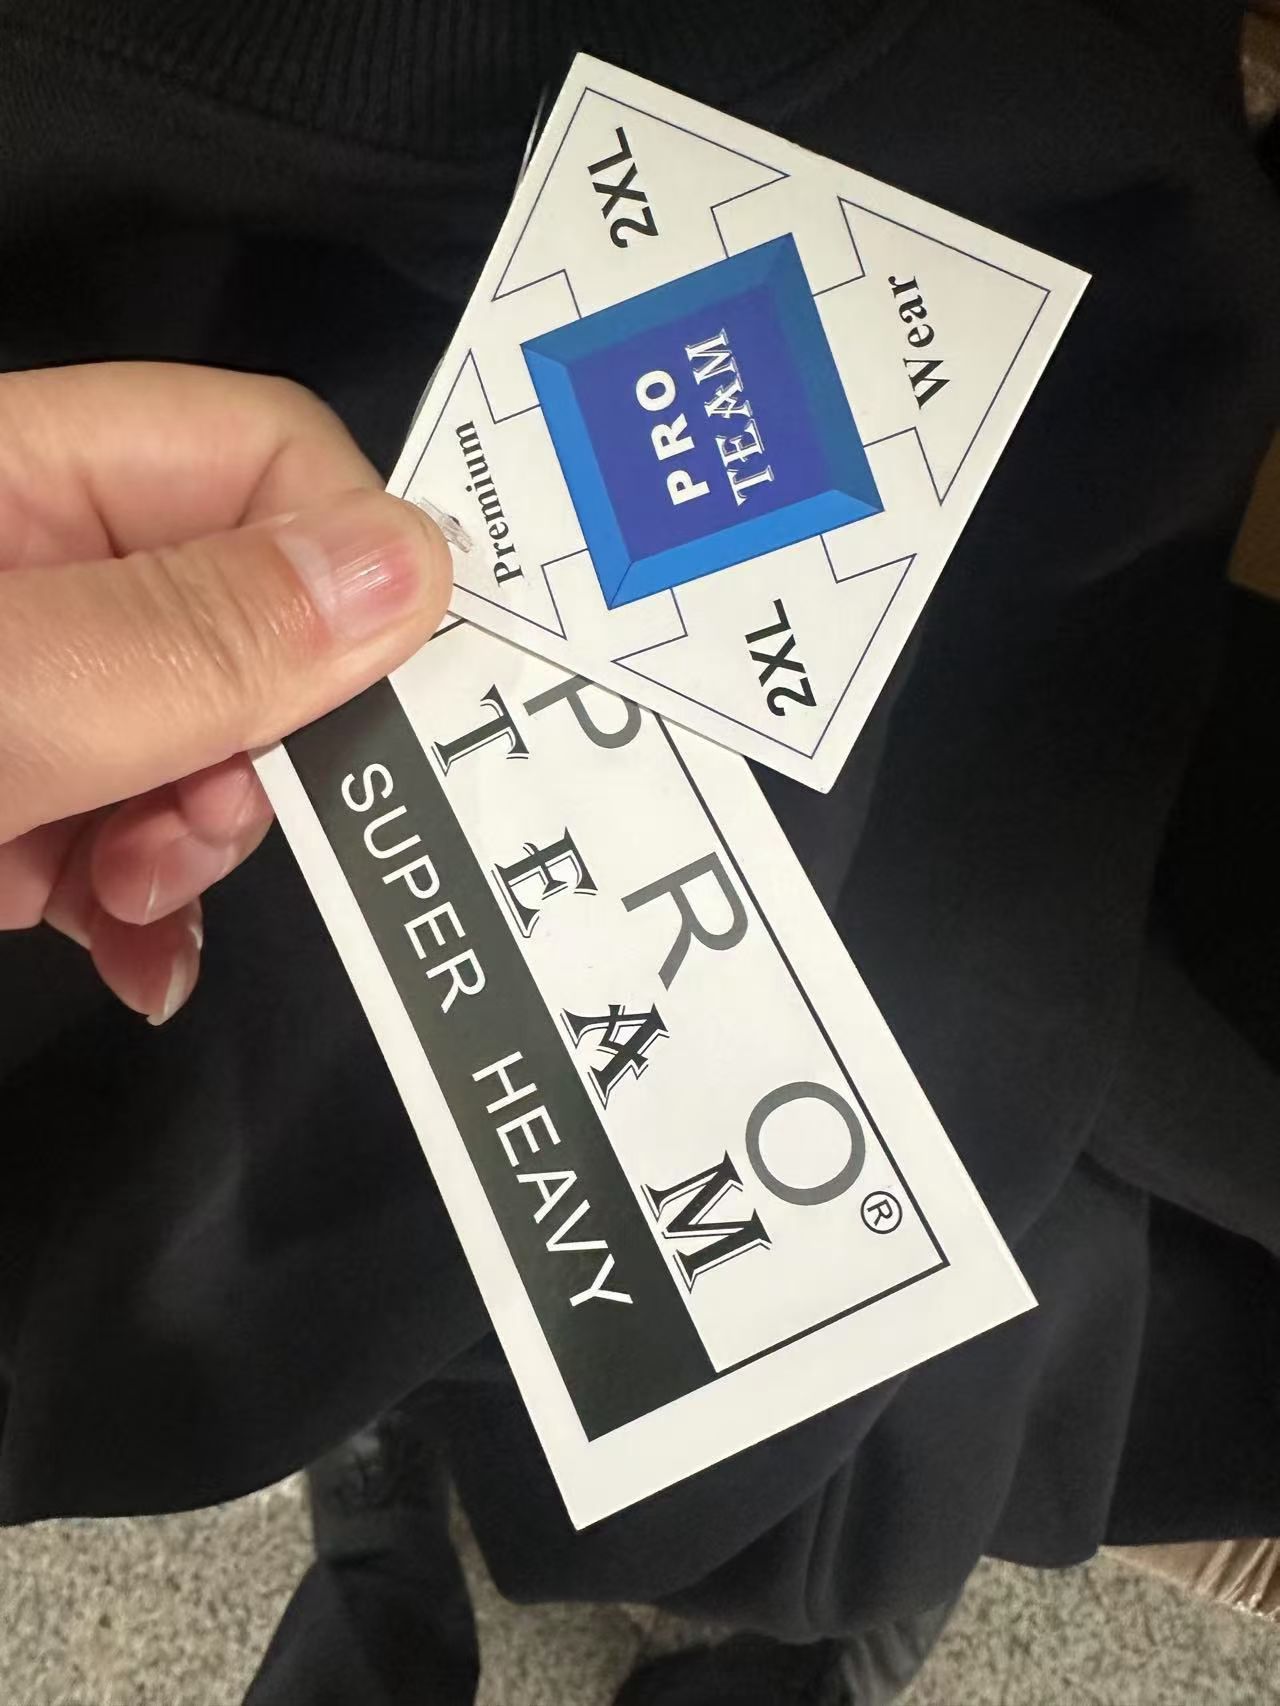 2XL
Premium
PRO
TEAM
Wear
2XL
PRO®
TEAM
SUPER HEAVY